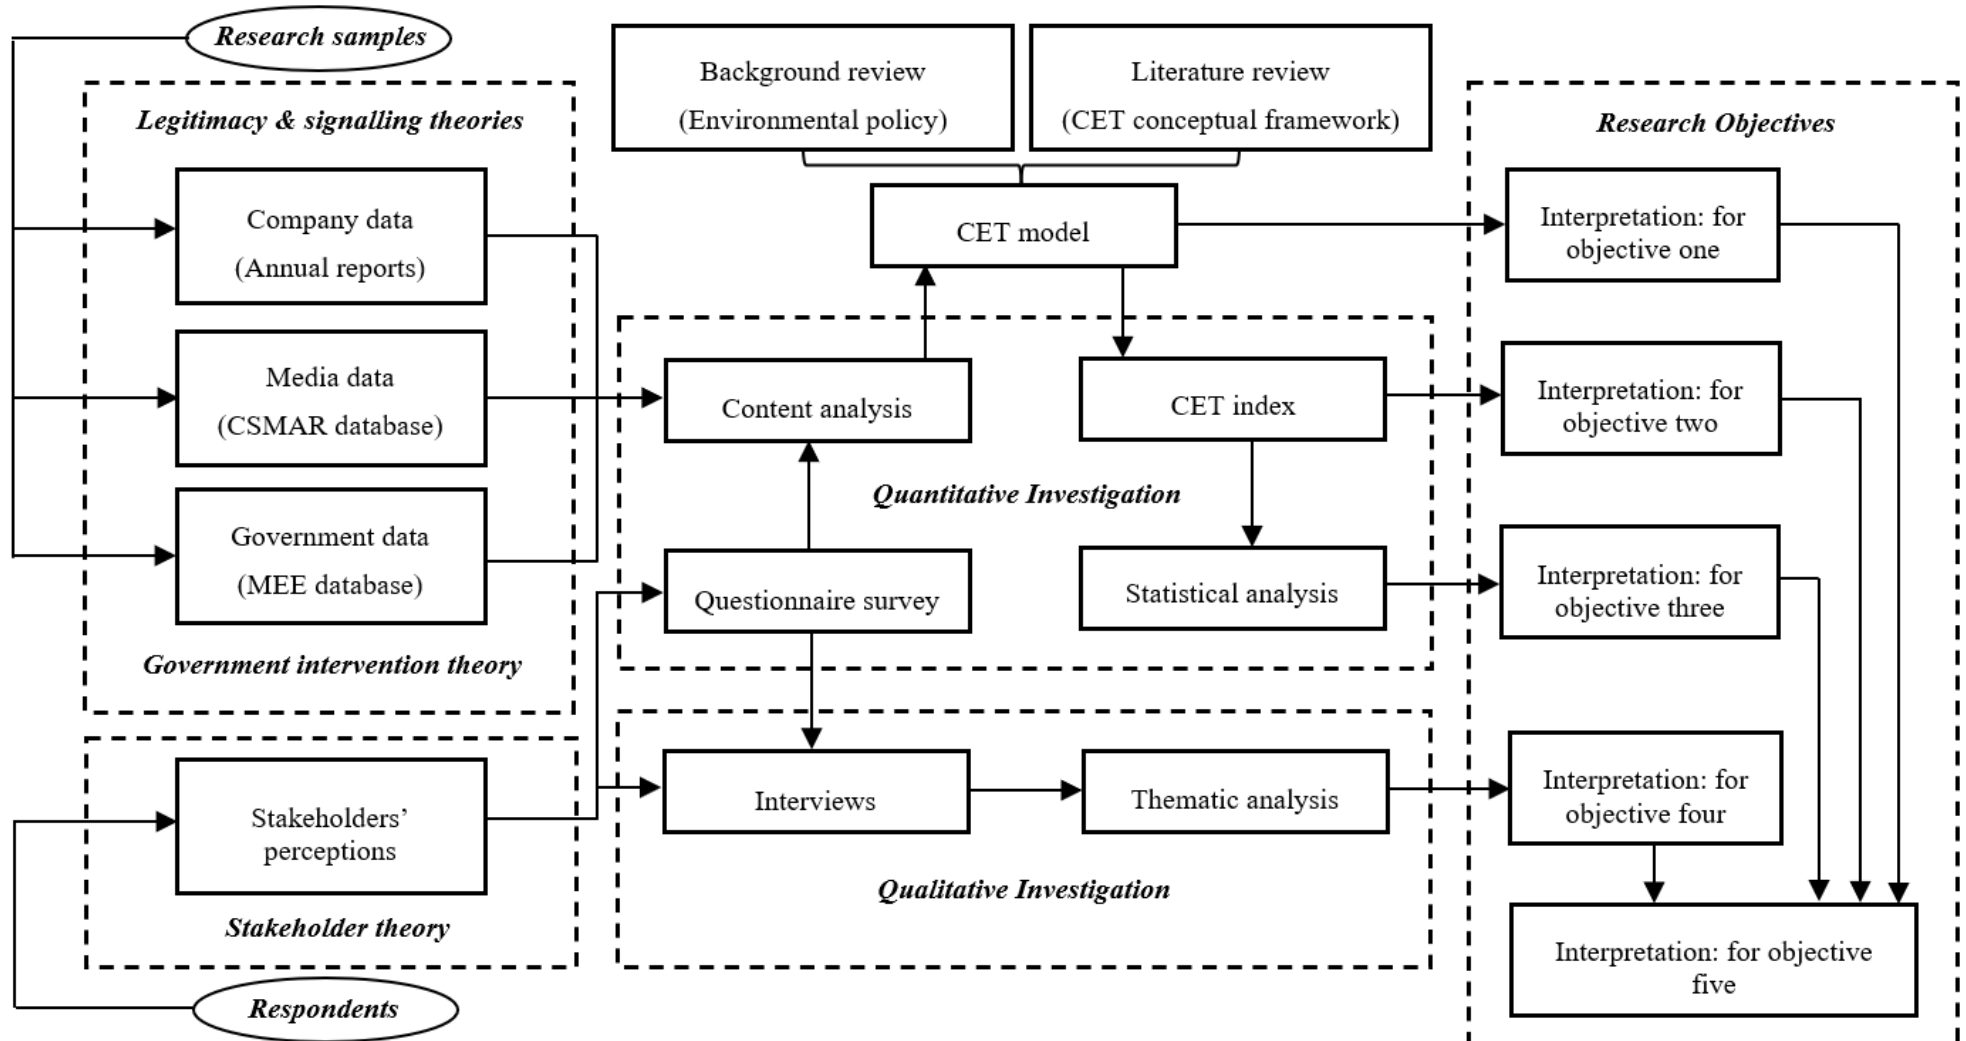 Research samples
Legitimacy & signalling theories
Company data
(Annual reports)
Media data
(CSMAR database)
Government data
(MEE database)
Government intervention theory
Stakeholders'
perceptions
Stakeholder theory
Respondents
Background review
(Environmental policy)
Literature review
(CET conceptual framework)
CET model
Content analysis
CET index
Quantitative Investigation
Questionnaire survey
Statistical analysis
Interviews
Thematic analysis
Qualitative Investigation
Research Objectives
Interpretation: for
objective one
Interpretation: for
objective two
Interpretation: for
objective three
Interpretation: for
objective four
Interpretation: for objective
five